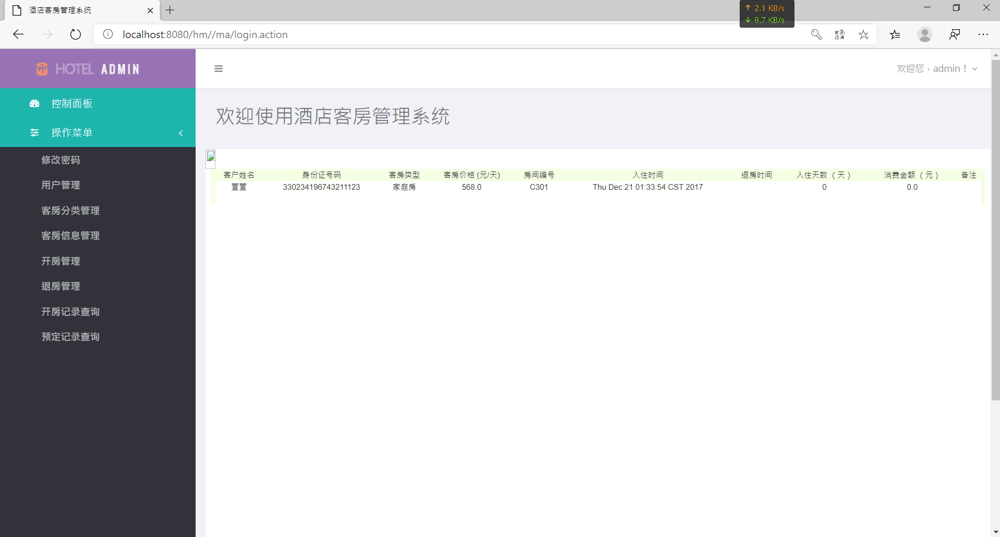 酒店客房管理系统
↑ 2.1 KB/s
↓ 9.7 KB/s
localhost:8080/hm//ma/login.action
HOTEL ADMIN
欢迎您，admin！
控制面板
操作菜单
修改密码
用户管理
客房分类管理
客房信息管理
开房管理
退房管理
开房记录查询
预定记录查询
欢迎使用酒店客房管理系统
客户姓名 身份证号码 客房类型 客房价格 (元/天) 房间编号 入住时间 退房时间 入住天数（天） 消费金额（元） 备注
萱萱 330234196743211123 家庭房 568.0 C301 Thu Dec 21 01:33:54 CST 2017 0 0.0